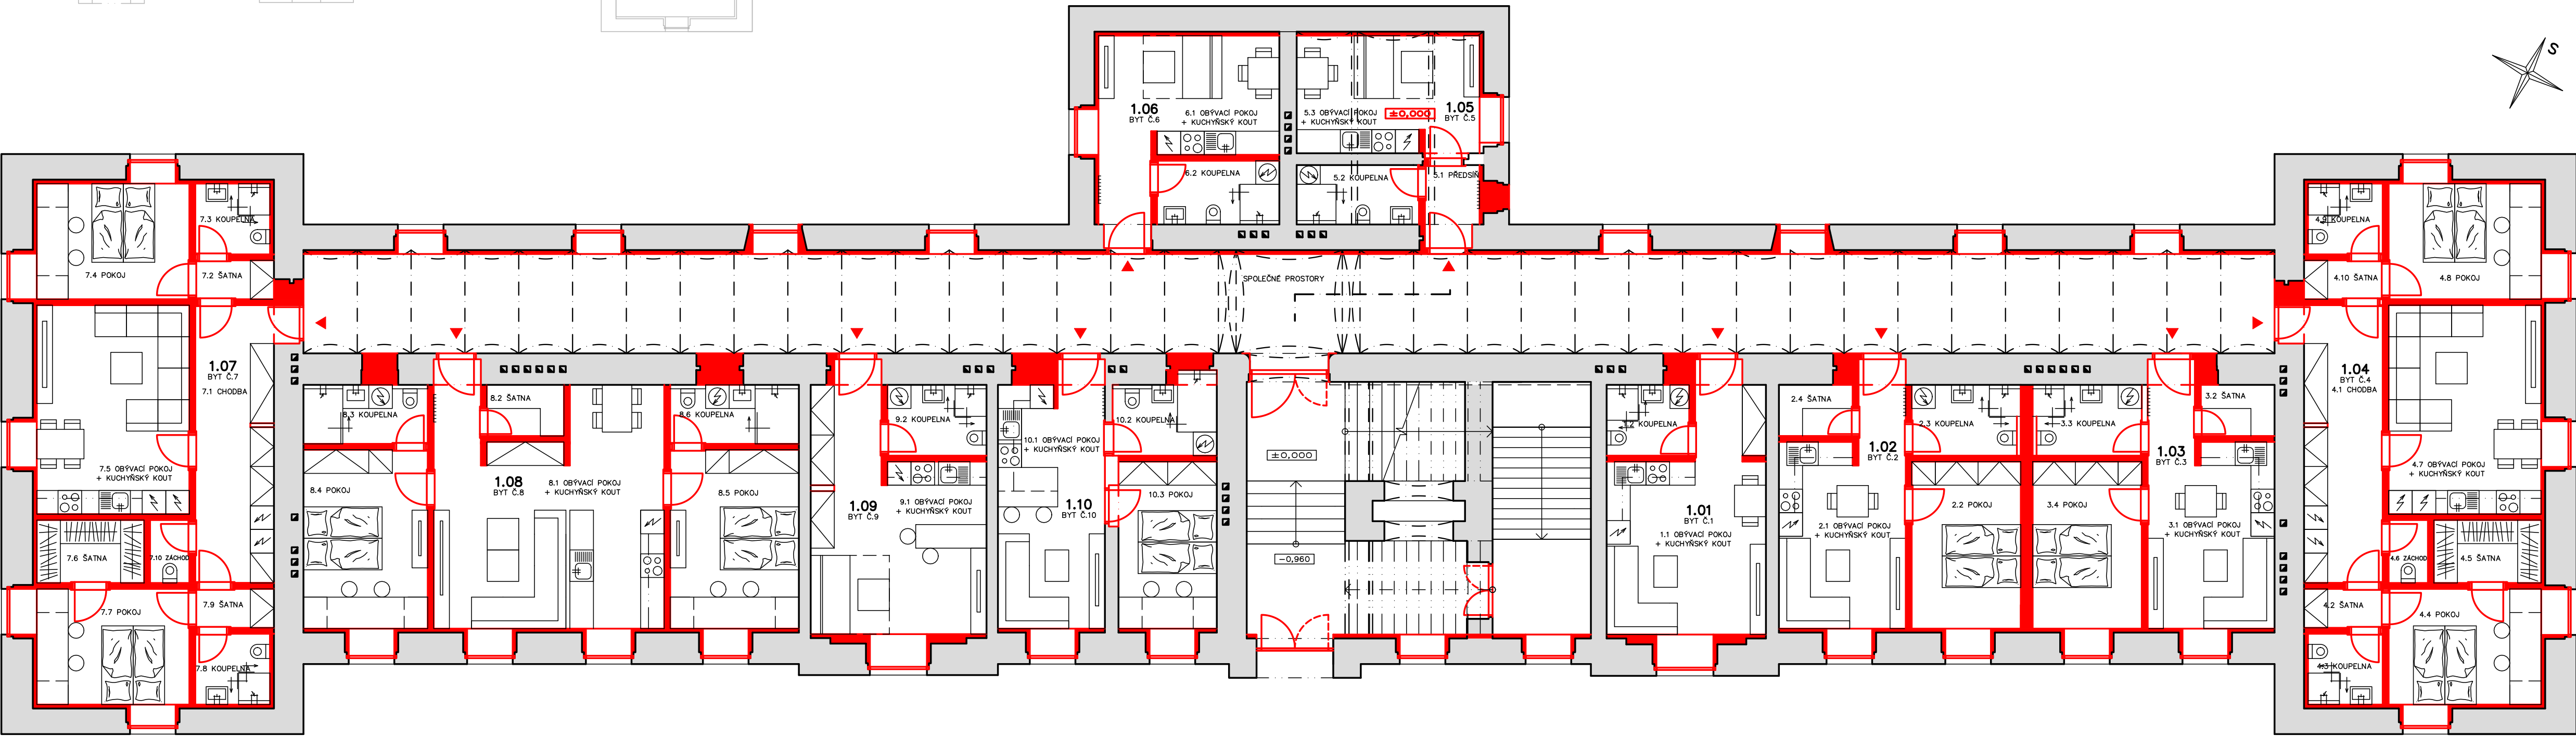 S
1.06
BYT Č.6
6.1 OBÝVACÍ POKOJ
+ KUCHYŇSKÝ KOUT
6.2 KOUPELNA
5.3 OBÝVACÍ POKOJ
+ KUCHYŇSKÝ KOUT
±0,000
1.05
BYT Č.5
5.2 KOUPELNA
5.1 PŘEDSÍŇ
7.3 KOUPELNA
7.4 POKOJ
7.2 ŠATNA
SPOLEČNÉ PROSTORY
4.9 KOUPELNA
4.10 ŠATNA
4.8 POKOJ
1.07
BYT Č.7
7.1 CHODBA
7.5 OBÝVACÍ POKOJ
+ KUCHYŇSKÝ KOUT
7.6 ŠATNA
7.10 ZÁCHOD
7.7 POKOJ
7.9 ŠATNA
7.8 KOUPELNA
8.3 KOUPELNA
8.2 ŠATNA
8.6 KOUPELNA
8.4 POKOJ
1.08
BYT Č.8
8.1 OBÝVACÍ POKOJ
+ KUCHYŇSKÝ KOUT
8.5 POKOJ
9.2 KOUPELNA
1.09
BYT Č.9
9.1 OBÝVACÍ POKOJ
+ KUCHYŇSKÝ KOUT
10.1 OBÝVACÍ POKOJ
+ KUCHYŇSKÝ KOUT
10.2 KOUPELNA
1.10
BYT Č.10
10.3 POKOJ
±0,000
-0,960
1.2 KOUPELNA
1.01
BYT Č.1
1.1 OBÝVACÍ POKOJ
+ KUCHYŇSKÝ KOUT
2.4 ŠATNA
1.02
BYT Č.2
2.3 KOUPELNA
2.1 OBÝVACÍ POKOJ
+ KUCHYŇSKÝ KOUT
2.2 POKOJ
3.3 KOUPELNA
3.2 ŠATNA
1.03
BYT Č.3
3.4 POKOJ
3.1 OBÝVACÍ POKOJ
+ KUCHYŇSKÝ KOUT
1.04
BYT Č.4
4.1 CHODBA
4.7 OBÝVACÍ POKOJ
+ KUCHYŇSKÝ KOUT
4.6 ZÁCHOD
4.5 ŠATNA
4.2 ŠATNA
4.4 POKOJ
4.3 KOUPELNA